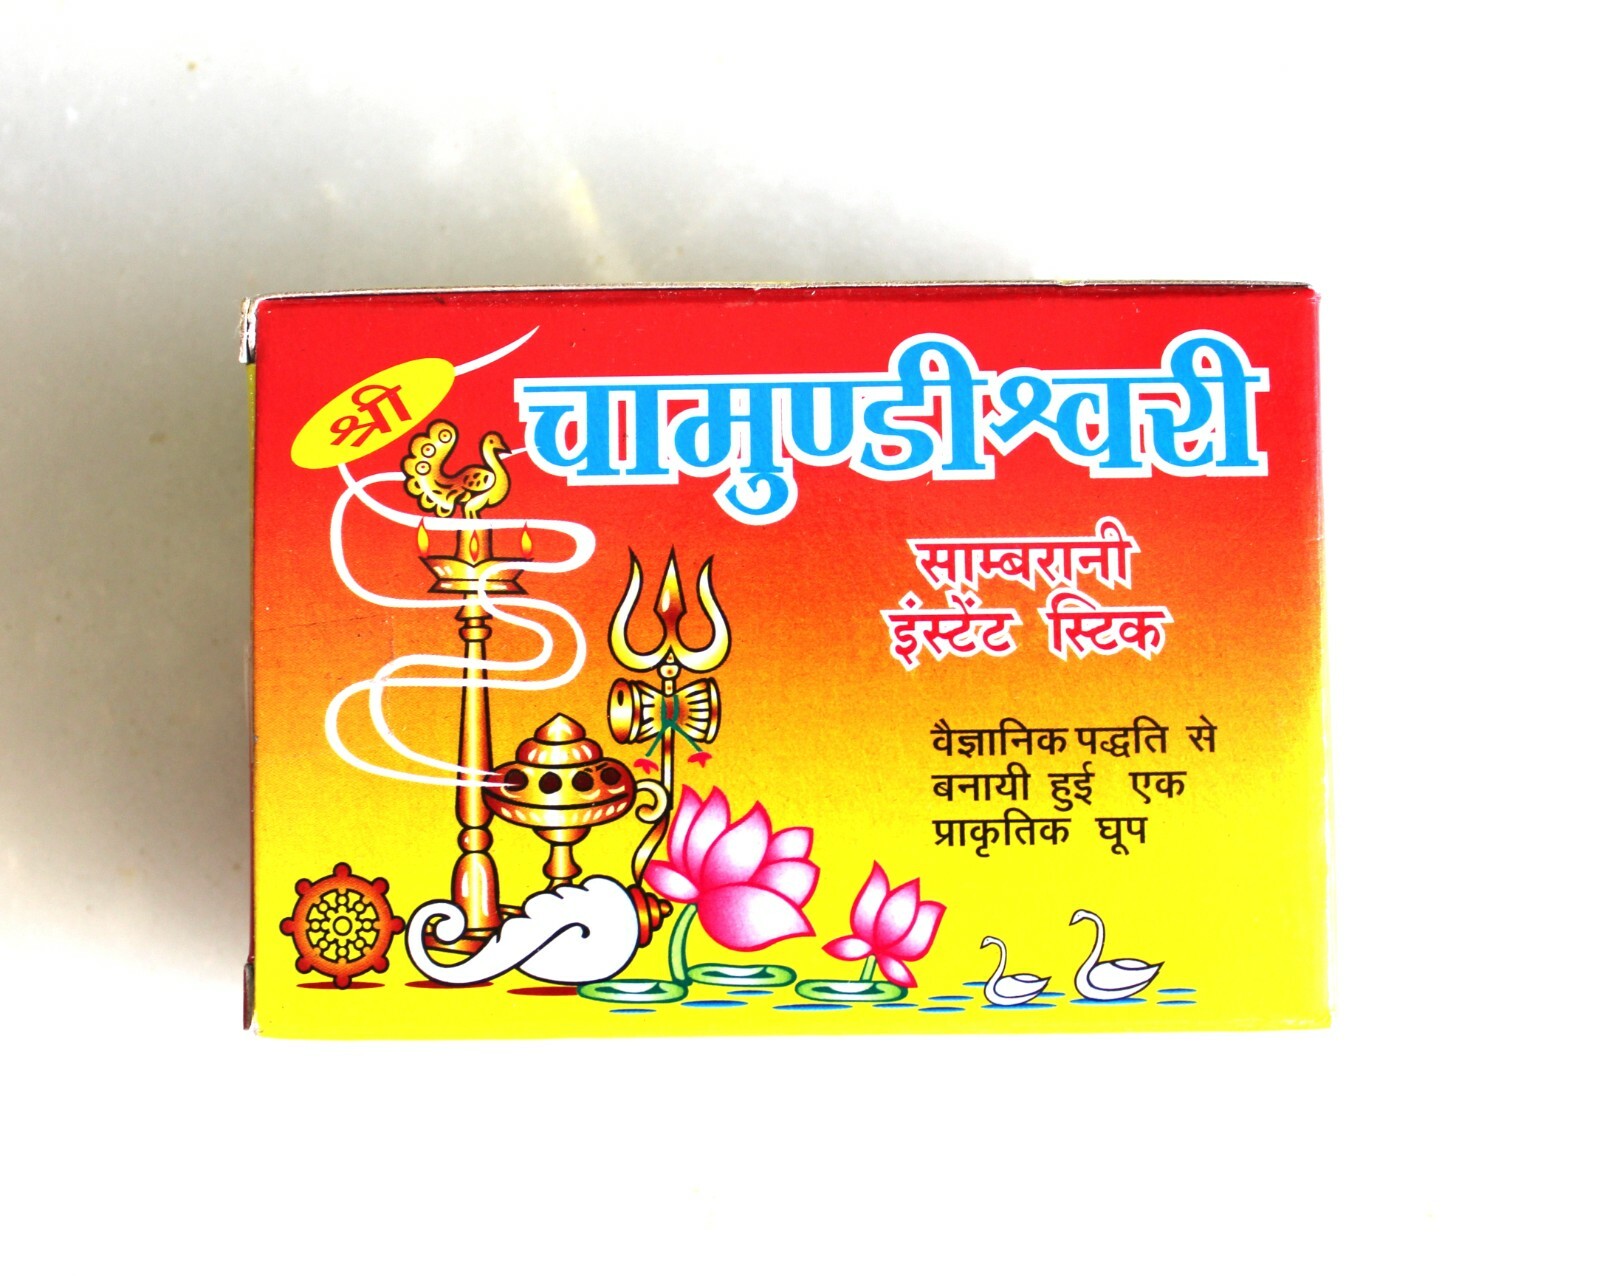 श्री
चामुण्डीश्वरी
साम्बरानी
इंस्टेंट स्टिक
वैज्ञानिक पद्धति से
बनायी हुई एक
प्राकृतिक घूप